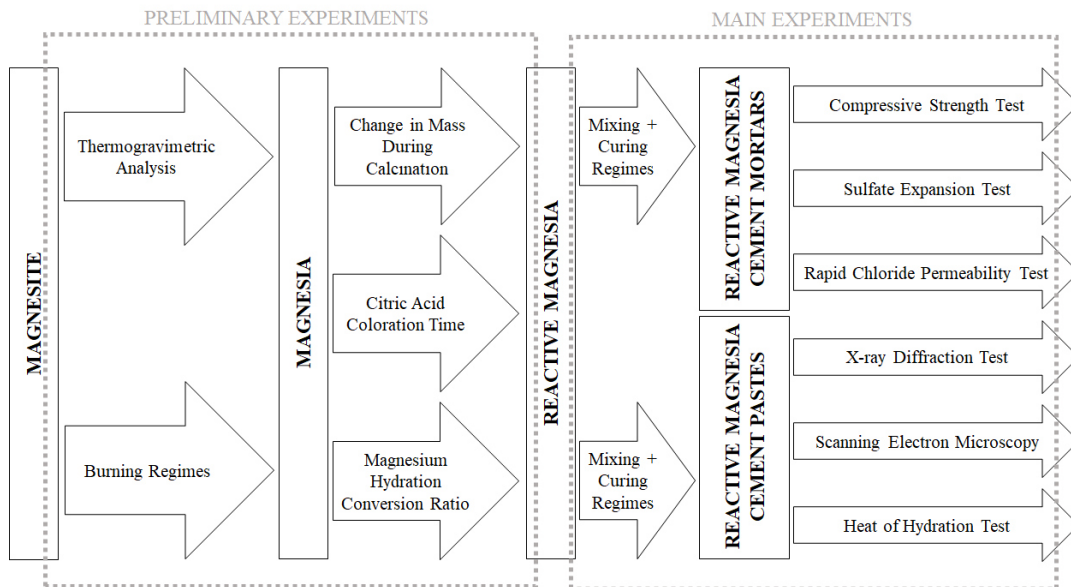 PRELIMINARY EXPERIMENTS
MAIN EXPERIMENTS
MAGNESITE
Thermogravimetric
Analysis
Burning Regimes
MAGNESIA
Change in Mass
During
Calcination
Citric Acid
Coloration Time
Magnesium
Hydration
Conversion Ratio
REACTIVE MAGNESIA
Mixing +
Curing
Regimes
Mixing +
Curing
Regimes
REACTIVE MAGNESIA
CEMENT MORTARS
REACTIVE MAGNESIA
CEMENT PASTES
Compressive Strength Test
Sulfate Expansion Test
Rapid Chloride Permeability Test
X-ray Diffraction Test
Scanning Electron Microscopy
Heat of Hydration Test